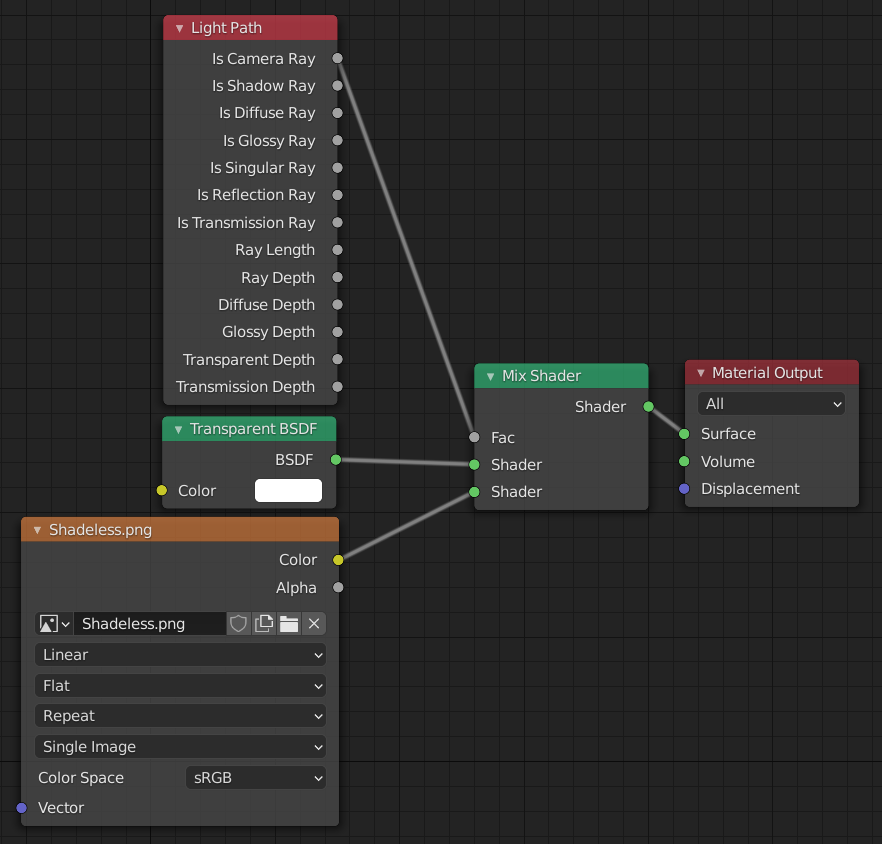 Light Path
Is Camera Ray
Is Shadow Ray
Is Diffuse Ray
Is Glossy Ray
Is Singular Ray
Is Reflection Ray
Is Transmission Ray
Ray Length
Ray Depth
Diffuse Depth
Glossy Depth
Transparent Depth
Transmission Depth
Transparent BSDF
BSDF
Color
Shadeless.png
Color
Alpha
Shadeless.png
Linear
Flat
Repeat
Single Image
Color Space sRGB
Vector
Mix Shader
Shader
Fac
Shader
Shader
Material Output
All
Surface
Volume
Displacement